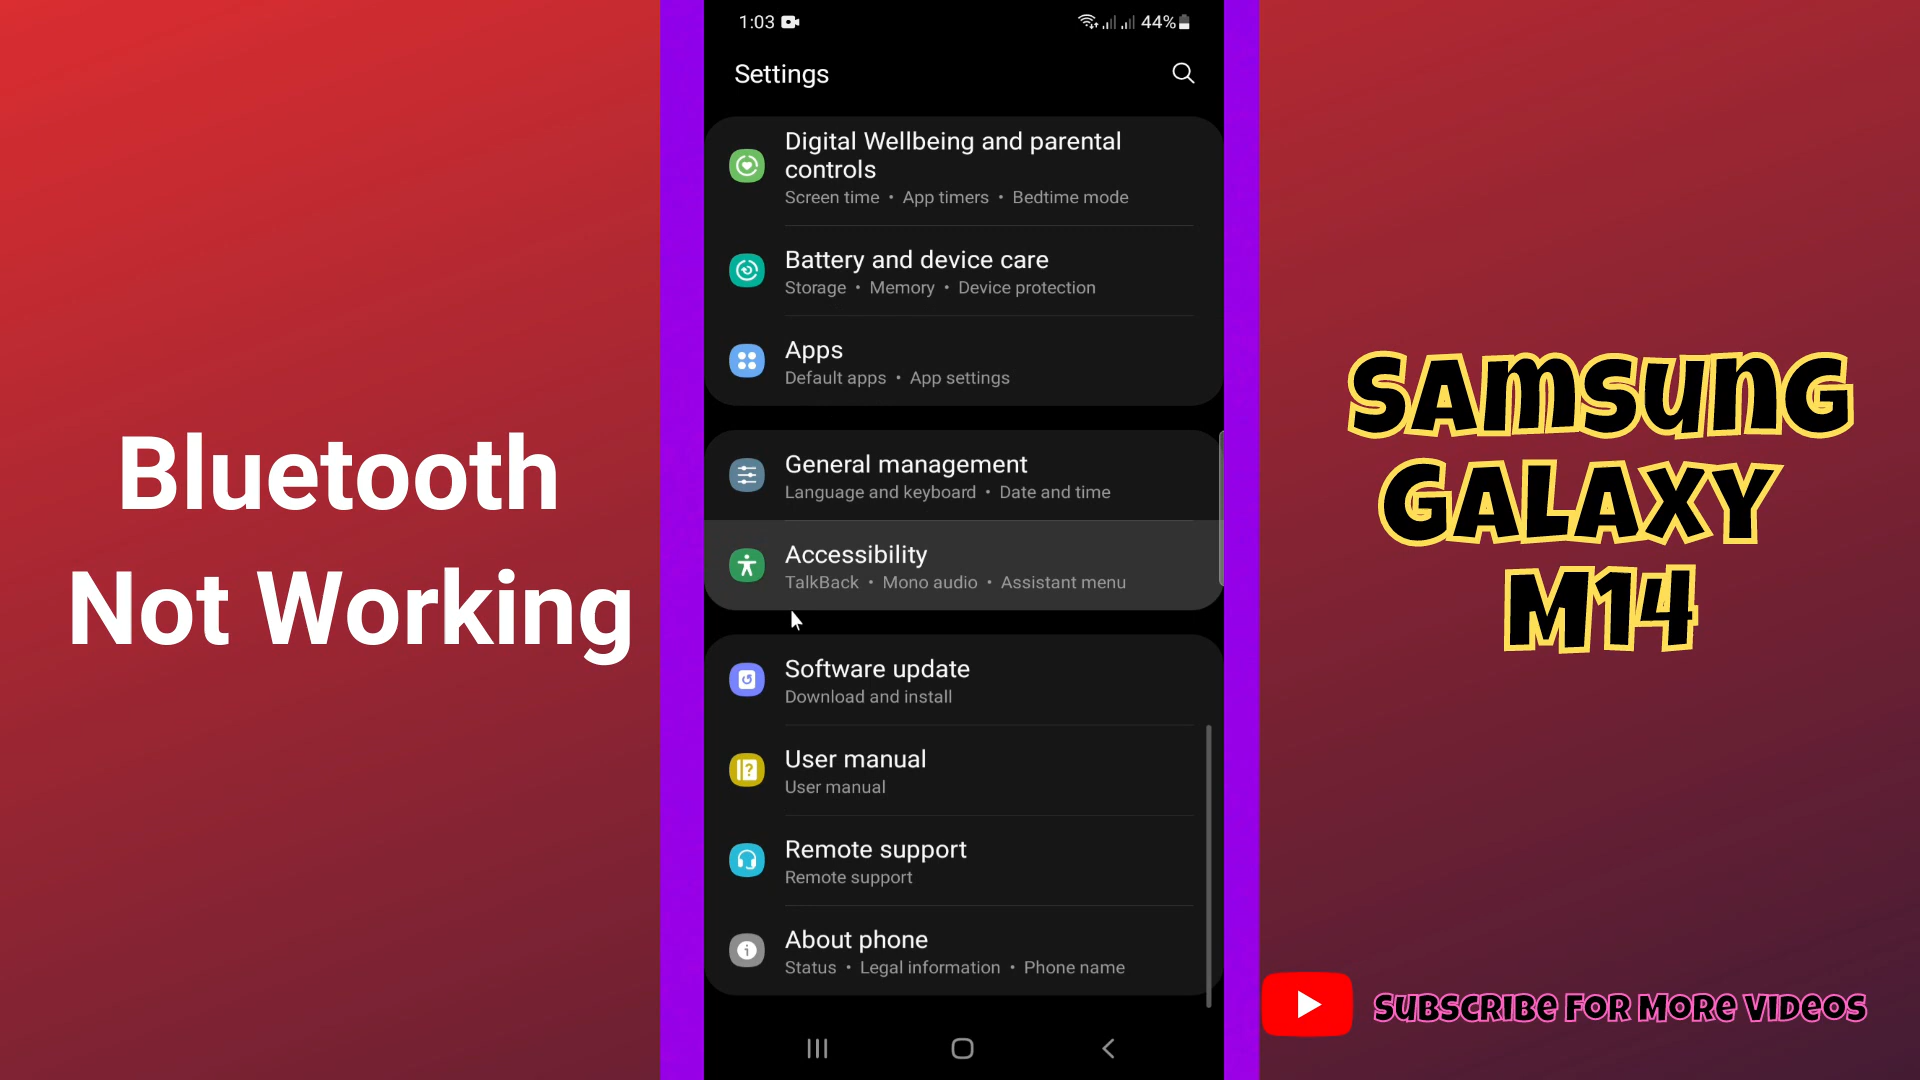 Bluetooth
Not Working
1:03
44%
Settings
Digital Wellbeing and parental
controls
Screen time • App timers • Bedtime mode
Battery and device care
Storage • Memory • Device protection
Apps
Default apps • App settings
General management
Language and keyboard • Date and time
Accessibility
TalkBack • Mono audio • Assistant menu
Software update
Download and install
User manual
User manual
Remote support
Remote support
About phone
Status • Legal information • Phone name
SAMSUNG
GALAXY
M14
SUBSCRIBE FOR MORE VIDEOS